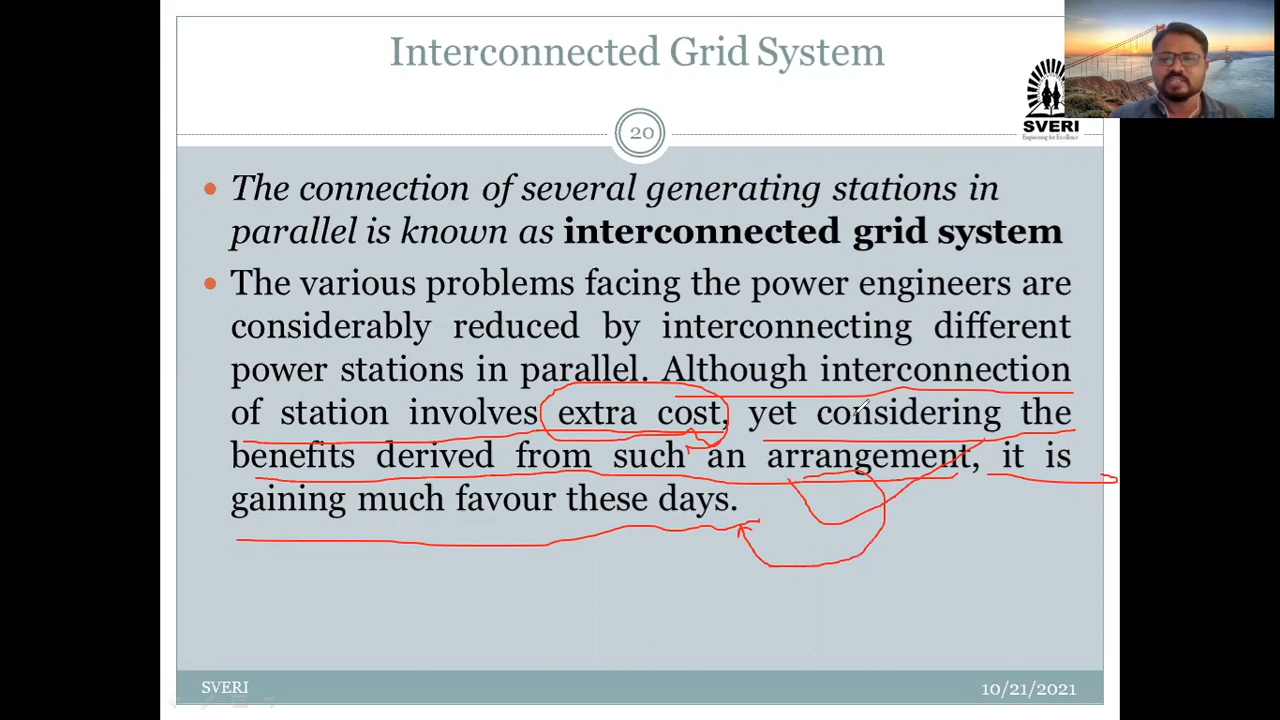 Interconnected Grid System
SVERI
Engineering for Excellence
20
• The connection of several generating stations in
parallel is known as interconnected grid system
• The various problems facing the power engineers are
considerably reduced by interconnecting different
power stations in parallel. Although interconnection
of station involves extra cost, yet considering the
benefits derived from such an arrangement, it is
gaining much favour these days.
SVERI
10/21/2021